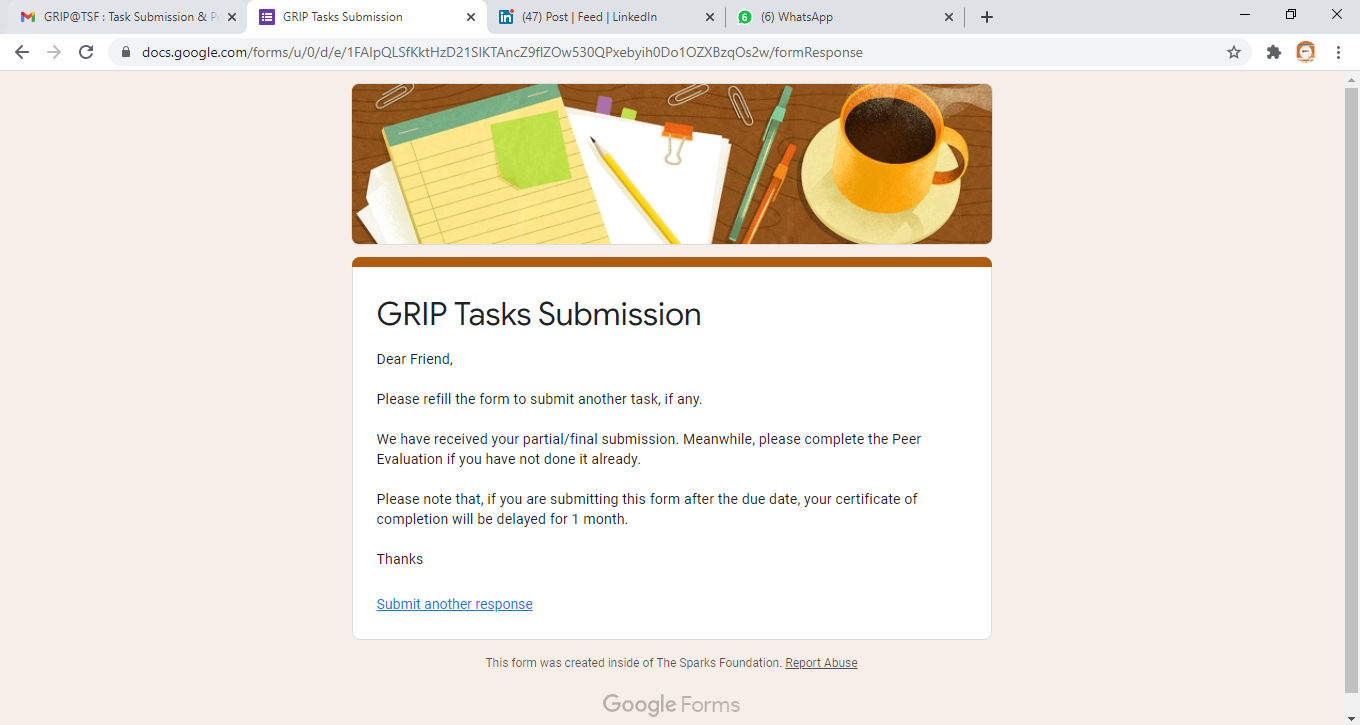 GRIP@TSF : Task Submission & P
GRIP Tasks Submission
(47) Post | Feed | LinkedIn
6
(6) WhatsApp
docs.google.com/forms/u/0/d/e/1FAIpQLSfKktHzD21SlKTAncZ9flZOw530QPxebyih0Do1OZXBzqOs2w/formResponse
GRIP Tasks Submission
Dear Friend,
Please refill the form to submit another task, if any.
We have received your partial/final submission. Meanwhile, please complete the Peer
Evaluation if you have not done it already.
Please note that, if you are submitting this form after the due date, your certificate of
completion will be delayed for 1 month.
Thanks
Submit another response
This form was created inside of The Sparks Foundation. Report Abuse
Google Forms